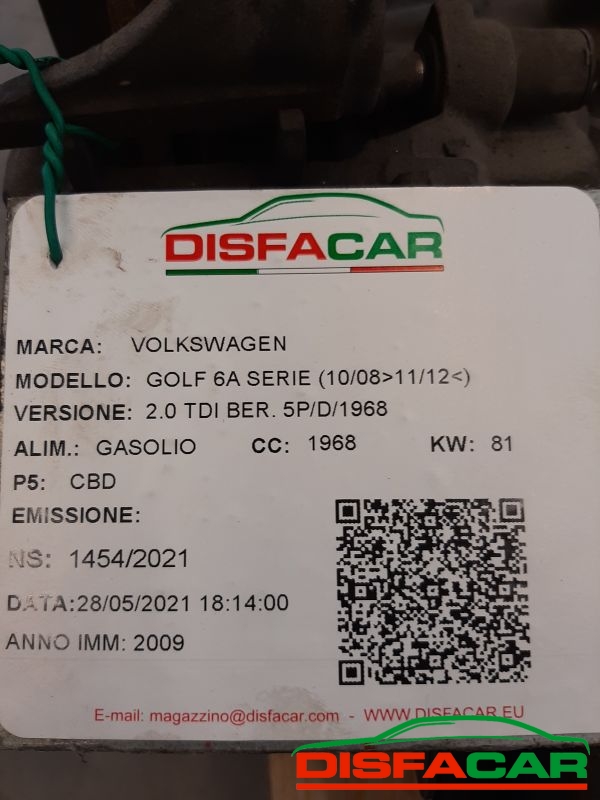 DISFACAR
MARCA: VOLKSWAGEN
MODELLO: GOLF 6A SERIE (10/08>11/12<)
VERSIONE: 2.0 TDI BER. 5P/D/1968
ALIM.: GASOLIO CC: 1968 KW: 81
P5: CBD
EMISSIONE:
NS: 1454/2021
DATA:28/05/2021 18:14:00
ANNO IMM: 2009
E-mail: magazzino@disfacar.com - WWW.DISFACAR.EU
DISFACAR